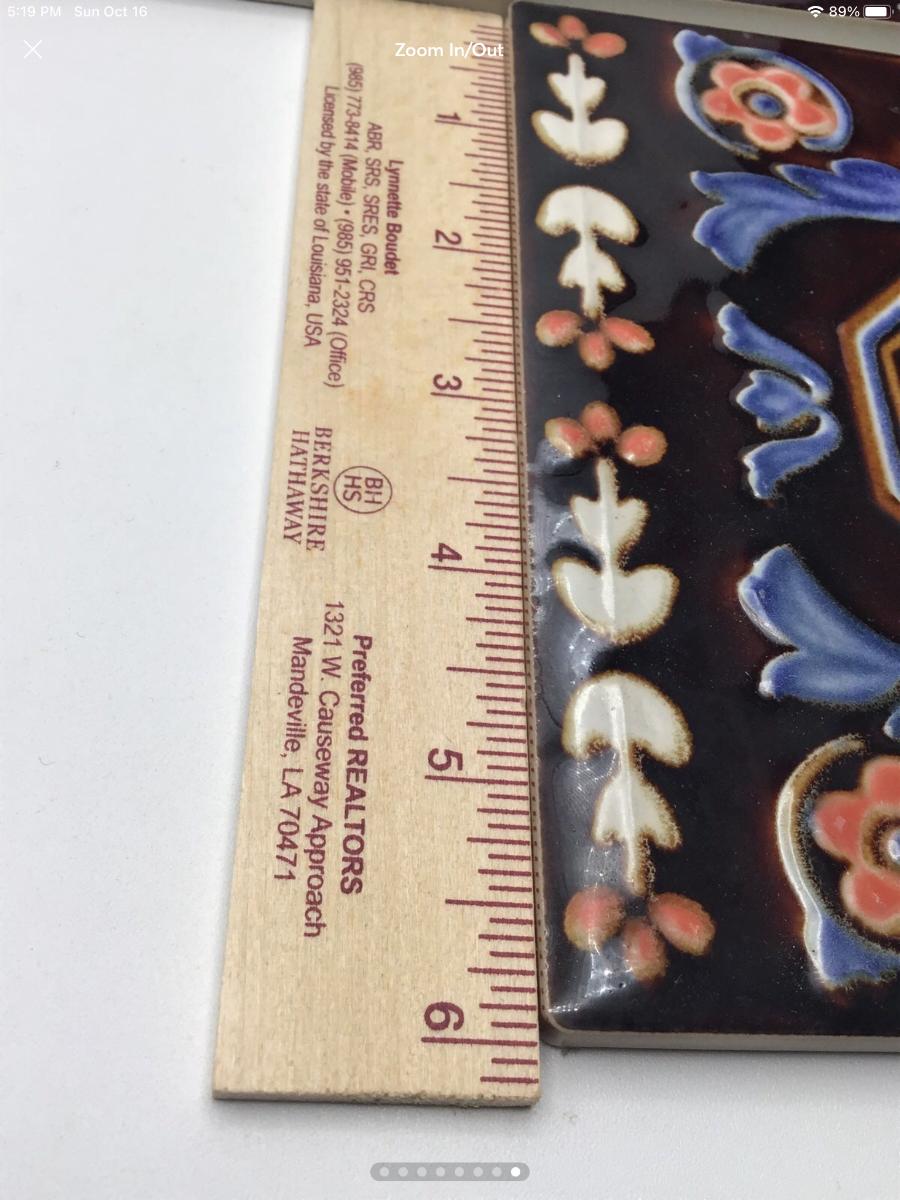 5:19 PM Sun Oct 16
89%
Zoom In/Out
Lynnette Boudet
ABR, SRS, SRES, GRI, CRS
(985) 773-8414 (Mobile) • (985) 951-2324 (Office)
Licensed by the state of Louisiana, USA
BH
HS
BERKSHIRE
HATHAWAY
Preferred REALTORS
1321 W. Causeway Approach
Mandeville, LA 70471
1
2
3
4
5
6